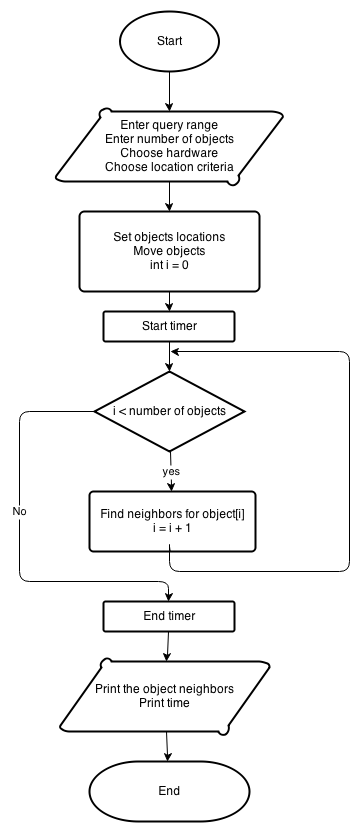 Start
Enter query range
Enter number of objects
Choose hardware
Choose location criteria
Set objects locations
Move objects
int i = 0
Start timer
i < number of objects
yes
No
Find neighbors for object[i]
i = i + 1
End timer
Print the object neighbors
Print time
End